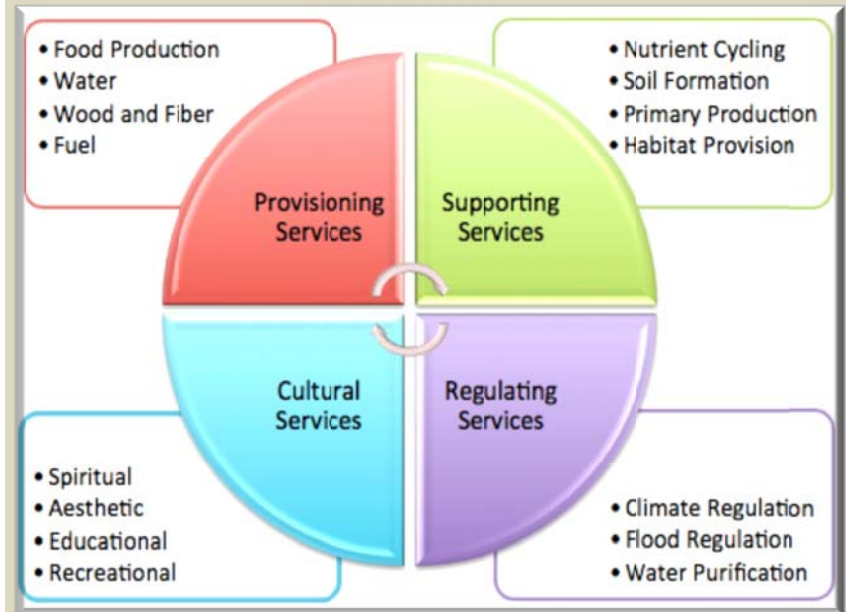 • Food Production
• Water
• Wood and Fiber
• Fuel
• Nutrient Cycling
• Soil Formation
• Primary Production
• Habitat Provision
Provisioning
Services
Supporting
Services
Cultural
Services
Regulating
Services
• Spiritual
• Aesthetic
• Educational
• Recreational
• Climate Regulation
• Flood Regulation
• Water Purification